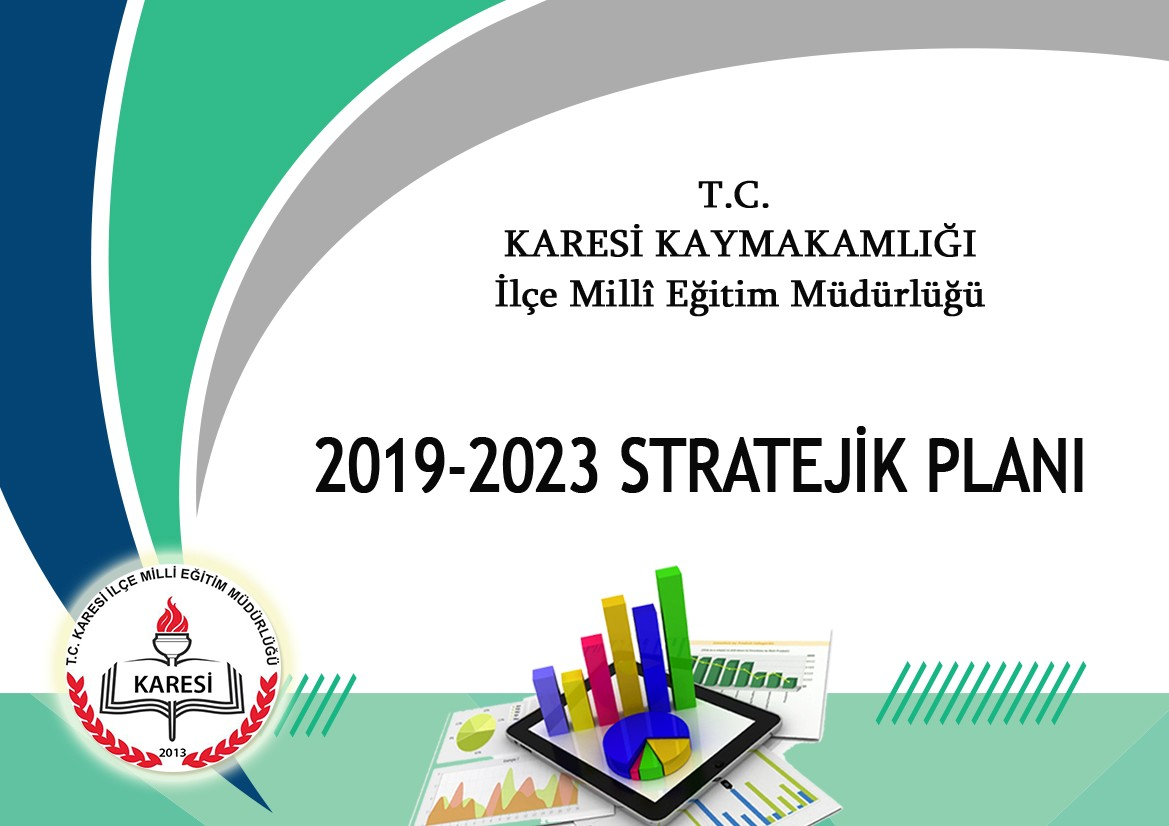 T.C.
KARESİ KAYMAKAMLIĞI
İlçe Millî Eğitim Müdürlüğü
2019-2023 STRATEJİK PLANI
T.C. KARESİ İLÇE MİLLİ EĞİTİM MÜDÜRLÜĞÜ
KARESİ
2013